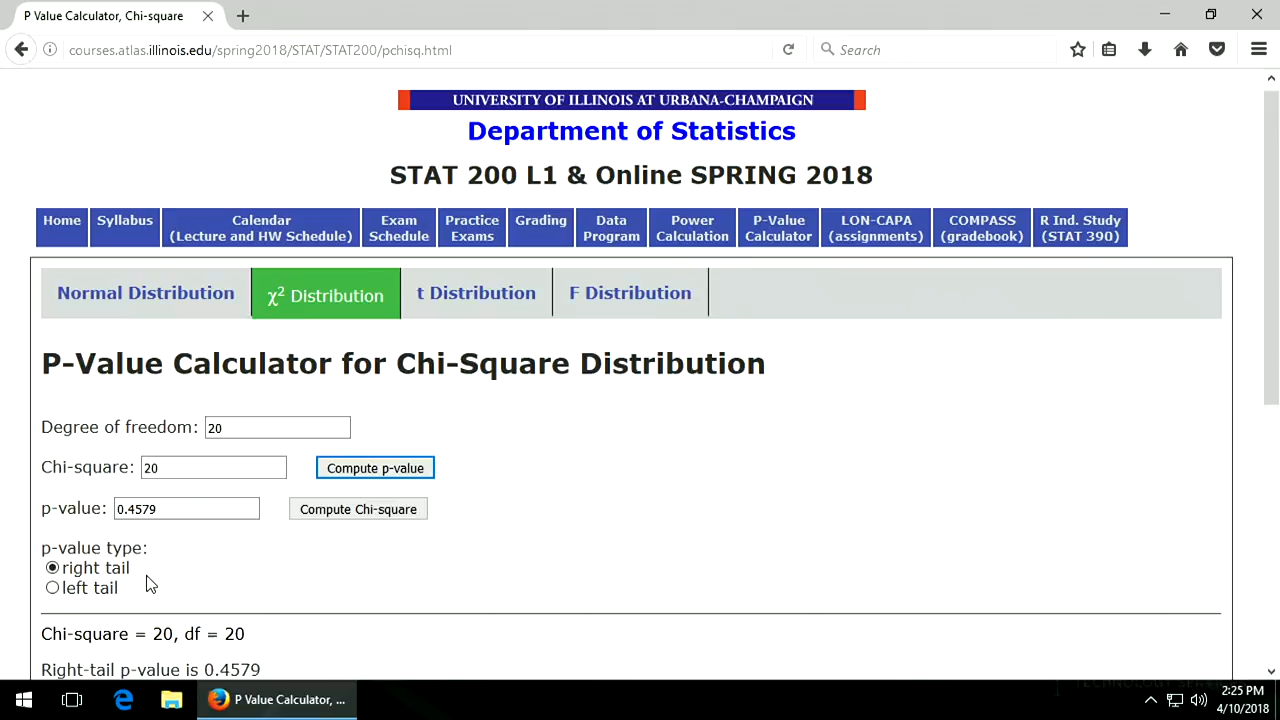 P Value Calculator, Chi-square
courses.atlas.illinois.edu/spring2018/STAT/STAT200/pchisq.html
Search
UNIVERSITY OF ILLINOIS AT URBANA-CHAMPAIGN
Department of Statistics
STAT 200 L1 & Online SPRING 2018
Home
Syllabus
Calendar
(Lecture and HW Schedule)
Exam
Schedule
Practice
Exams
Grading
Data
Program
Power
Calculation
P-Value
Calculator
LON-CAPA
(assignments)
COMPASS
(gradebook)
R Ind. Study
(STAT 390)
Normal Distribution
χ² Distribution
t Distribution
F Distribution
P-Value Calculator for Chi-Square Distribution
Degree of freedom: 20
Chi-square: 20 Compute p-value
p-value: 0.4579 Compute Chi-square
p-value type:
right tail
left tail
Chi-square = 20, df = 20
Right-tail p-value is 0.4579
P Value Calculator, ...
TECHNOLOGY SERVICES
2:25 PM
4/10/2018